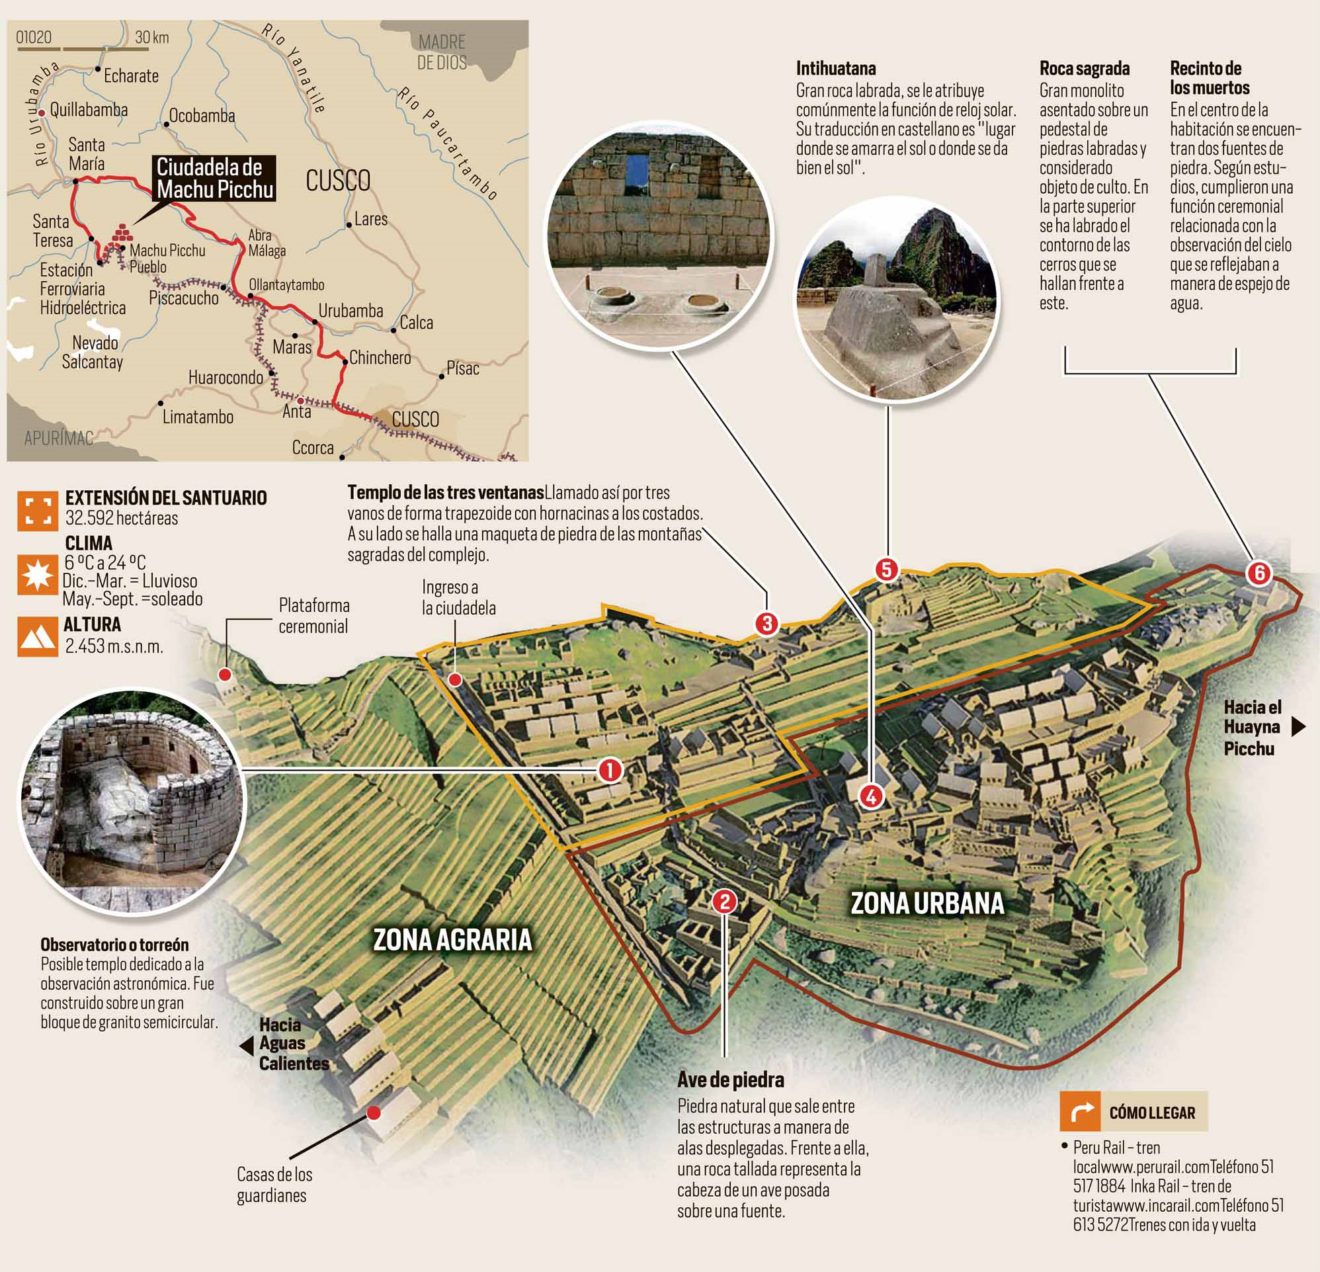 01020 30 km
MADRE
DE DIOS
Río Urubamba
Río Yanatile
Río Paucartambo
Echarate
Quillabamba
Ocobamba
Santa
María
Ciudadela de
Machu Picchu
CUSCO
Lares
Santa
Teresa
Abra
Málaga
Machu Picchu
Pueblo
Estación
Ferroviaria
Hidroeléctrica
Piscacucho
Ollantaytambo
Urubamba
Calca
Nevado
Salcantay
Maras
Chinchero
Písac
Huarocondo
Anta
Limatambo
CUSCO
APURÍMAC
Ccorca
Intihuatana
Gran roca labrada, se le atribuye
comúnmente la función de reloj solar.
Su traducción en castellano es "lugar
donde se amarra el sol o donde se da
bien el sol".
Roca sagrada
Gran monolito
asentado sobre un
pedestal de
piedras labradas y
considerado
objeto de culto. En
la parte superior
se ha labrado el
contorno de las
cerros que se
hallan frente a
este.
Recinto de
los muertos
En el centro de la
habitación se encuen-
tran dos fuentes de
piedra. Según estu-
dios, cumplieron una
función ceremonial
relacionada con la
observación del cielo
que se reflejaban a
manera de espejo de
agua.
EXTENSIÓN DEL SANTUARIO
32.592 hectáreas
CLIMA
6 ºC a 24 ºC
Dic.-Mar. = Lluvioso
May.-Sept. =soleado
ALTURA
2.453 m.s.n.m.
Templo de las tres ventanasLlamado así por tres
vanos de forma trapezoide con hornacinas a los costados.
A su lado se halla una maqueta de piedra de las montañas
sagradas del complejo.
Plataforma
ceremonial
Ingreso a
la ciudadela
5
6
3
1
4
2
Hacia el
Huayna
Picchu
ZONA URBANA
ZONA AGRARIA
Observatorio o torreón
Posible templo dedicado a la
observación astronómica. Fue
construido sobre un gran
bloque de granito semicircular.
Hacia
Aguas
Calientes
Casas de los
guardianes
Ave de piedra
Piedra natural que sale entre
las estructuras a manera de
alas desplegadas. Frente a ella,
una roca tallada representa la
cabeza de un ave posada
sobre una fuente.
CÓMO LLEGAR
• Peru Rail - tren
localwww.perurail.comTeléfono 51
517 1884 Inka Rail - tren de
turistawww.incarail.comTeléfono 51
613 5272Trenes con ida y vuelta